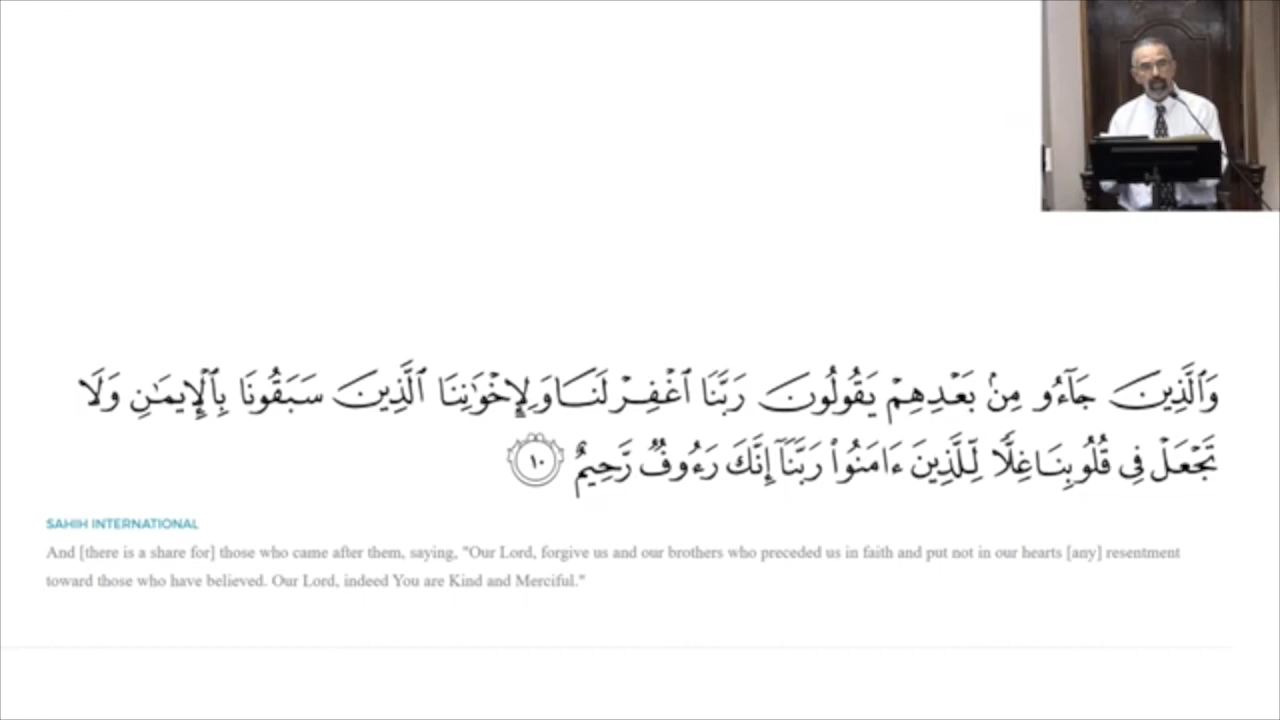 وَٱلَّذِينَ جَآءُو مِنۢ بَعْدِهِمْ يَقُولُونَ رَبَّنَا ٱغْفِرْ لَنَا وَلِإِخْوَٰنِنَا ٱلَّذِينَ سَبَقُونَا بِٱلْإِيمَـٰنِ وَلَا
تَجْعَلْ فِى قُلُوبِنَا غِلًّا لِّلَّذِينَ ءَامَنُوا۟ رَبَّنَآ إِنَّكَ رَءُوفٌ رَّحِيمٌ ١٠
SAHIH INTERNATIONAL
And [there is a share for] those who came after them, saying, "Our Lord, forgive us and our brothers who preceded us in faith and put not in our hearts [any] resentment
toward those who have believed. Our Lord, indeed You are Kind and Merciful."